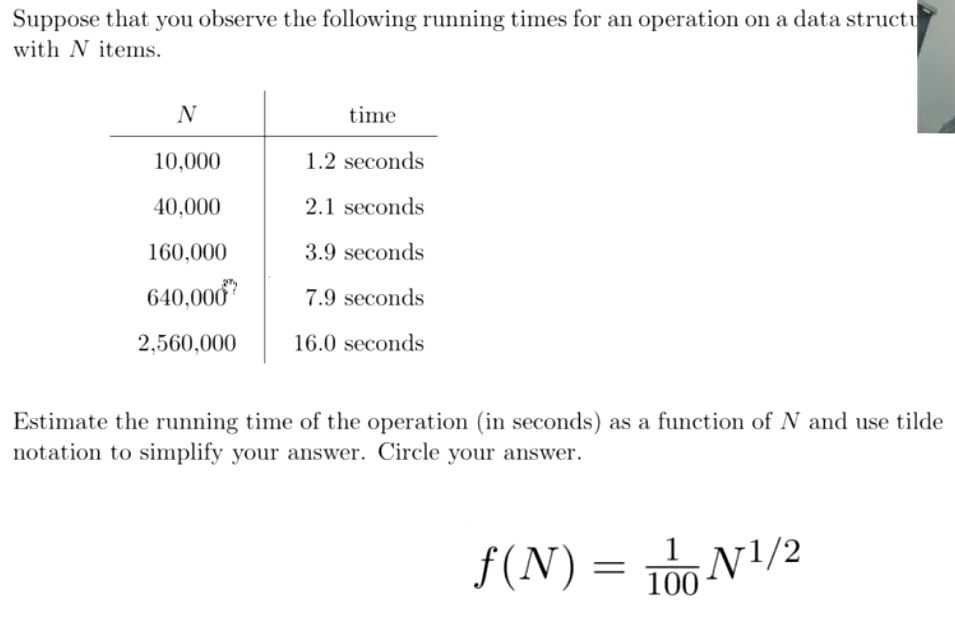 Suppose that you observe the following running times for an operation on a data
with N items.
N time
10,000 1.2 seconds
40,000 2.1 seconds
160,000 3.9 seconds
640,000 7.9 seconds
2,560,000 16.0 seconds
Estimate the running time of the operation (in seconds) as a function of N and use tilde
notation to simplify your answer. Circle your answer.
f(N) = 1/100 N^1/2